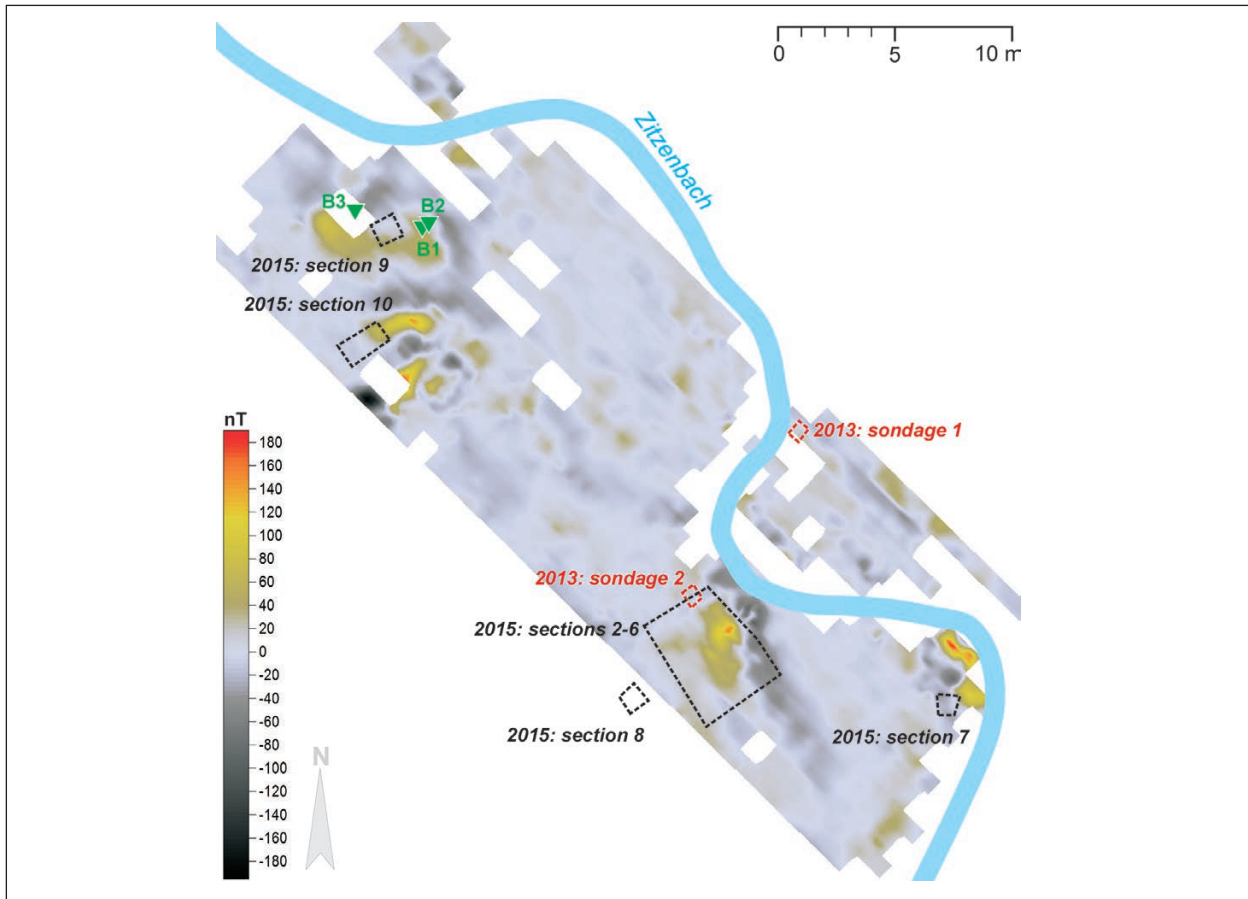 0 5 10 m
Zitzenbach
B3
B2
B1
2015: section 9
2015: section 10
nT
180
160
140
120
100
80
60
40
20
0
-20
-40
-60
-80
-100
-120
-140
-160
-180
2013: sondage 1
2013: sondage 2
2015: sections 2-6
2015: section 8
2015: section 7
N